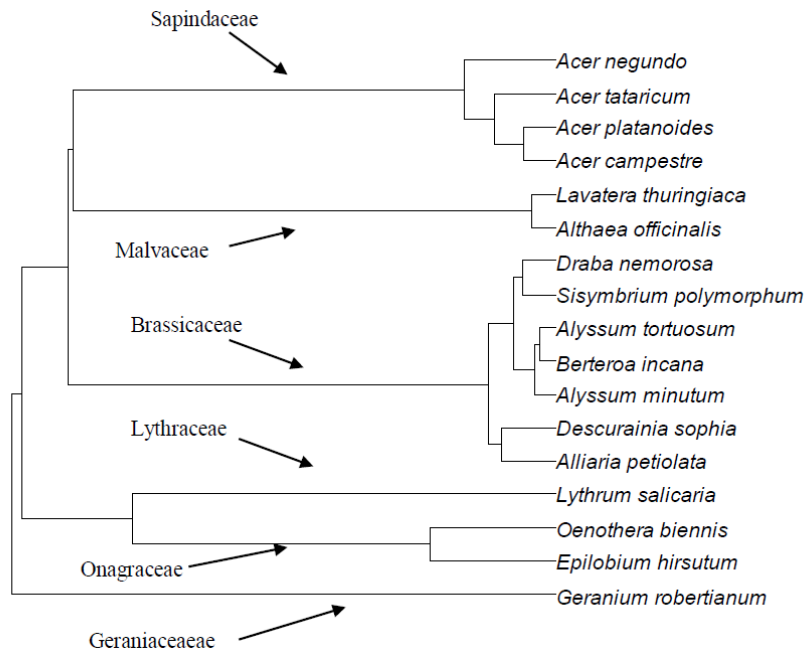 Sapindaceae
Acer negundo
Acer tataricum
Acer platanoides
Acer campestre
Lavatera thuringiaca
Althaea officinalis
Malvaceae
Draba nemorosa
Sisymbrium polymorphum
Brassicaceae
Alyssum tortuosum
Berteroa incana
Alyssum minutum
Lythraceae
Descurainia sophia
Alliaria petiolata
Lythrum salicaria
Oenothera biennis
Epilobium hirsutum
Onagraceae
Geranium robertianum
Geraniaceaeae